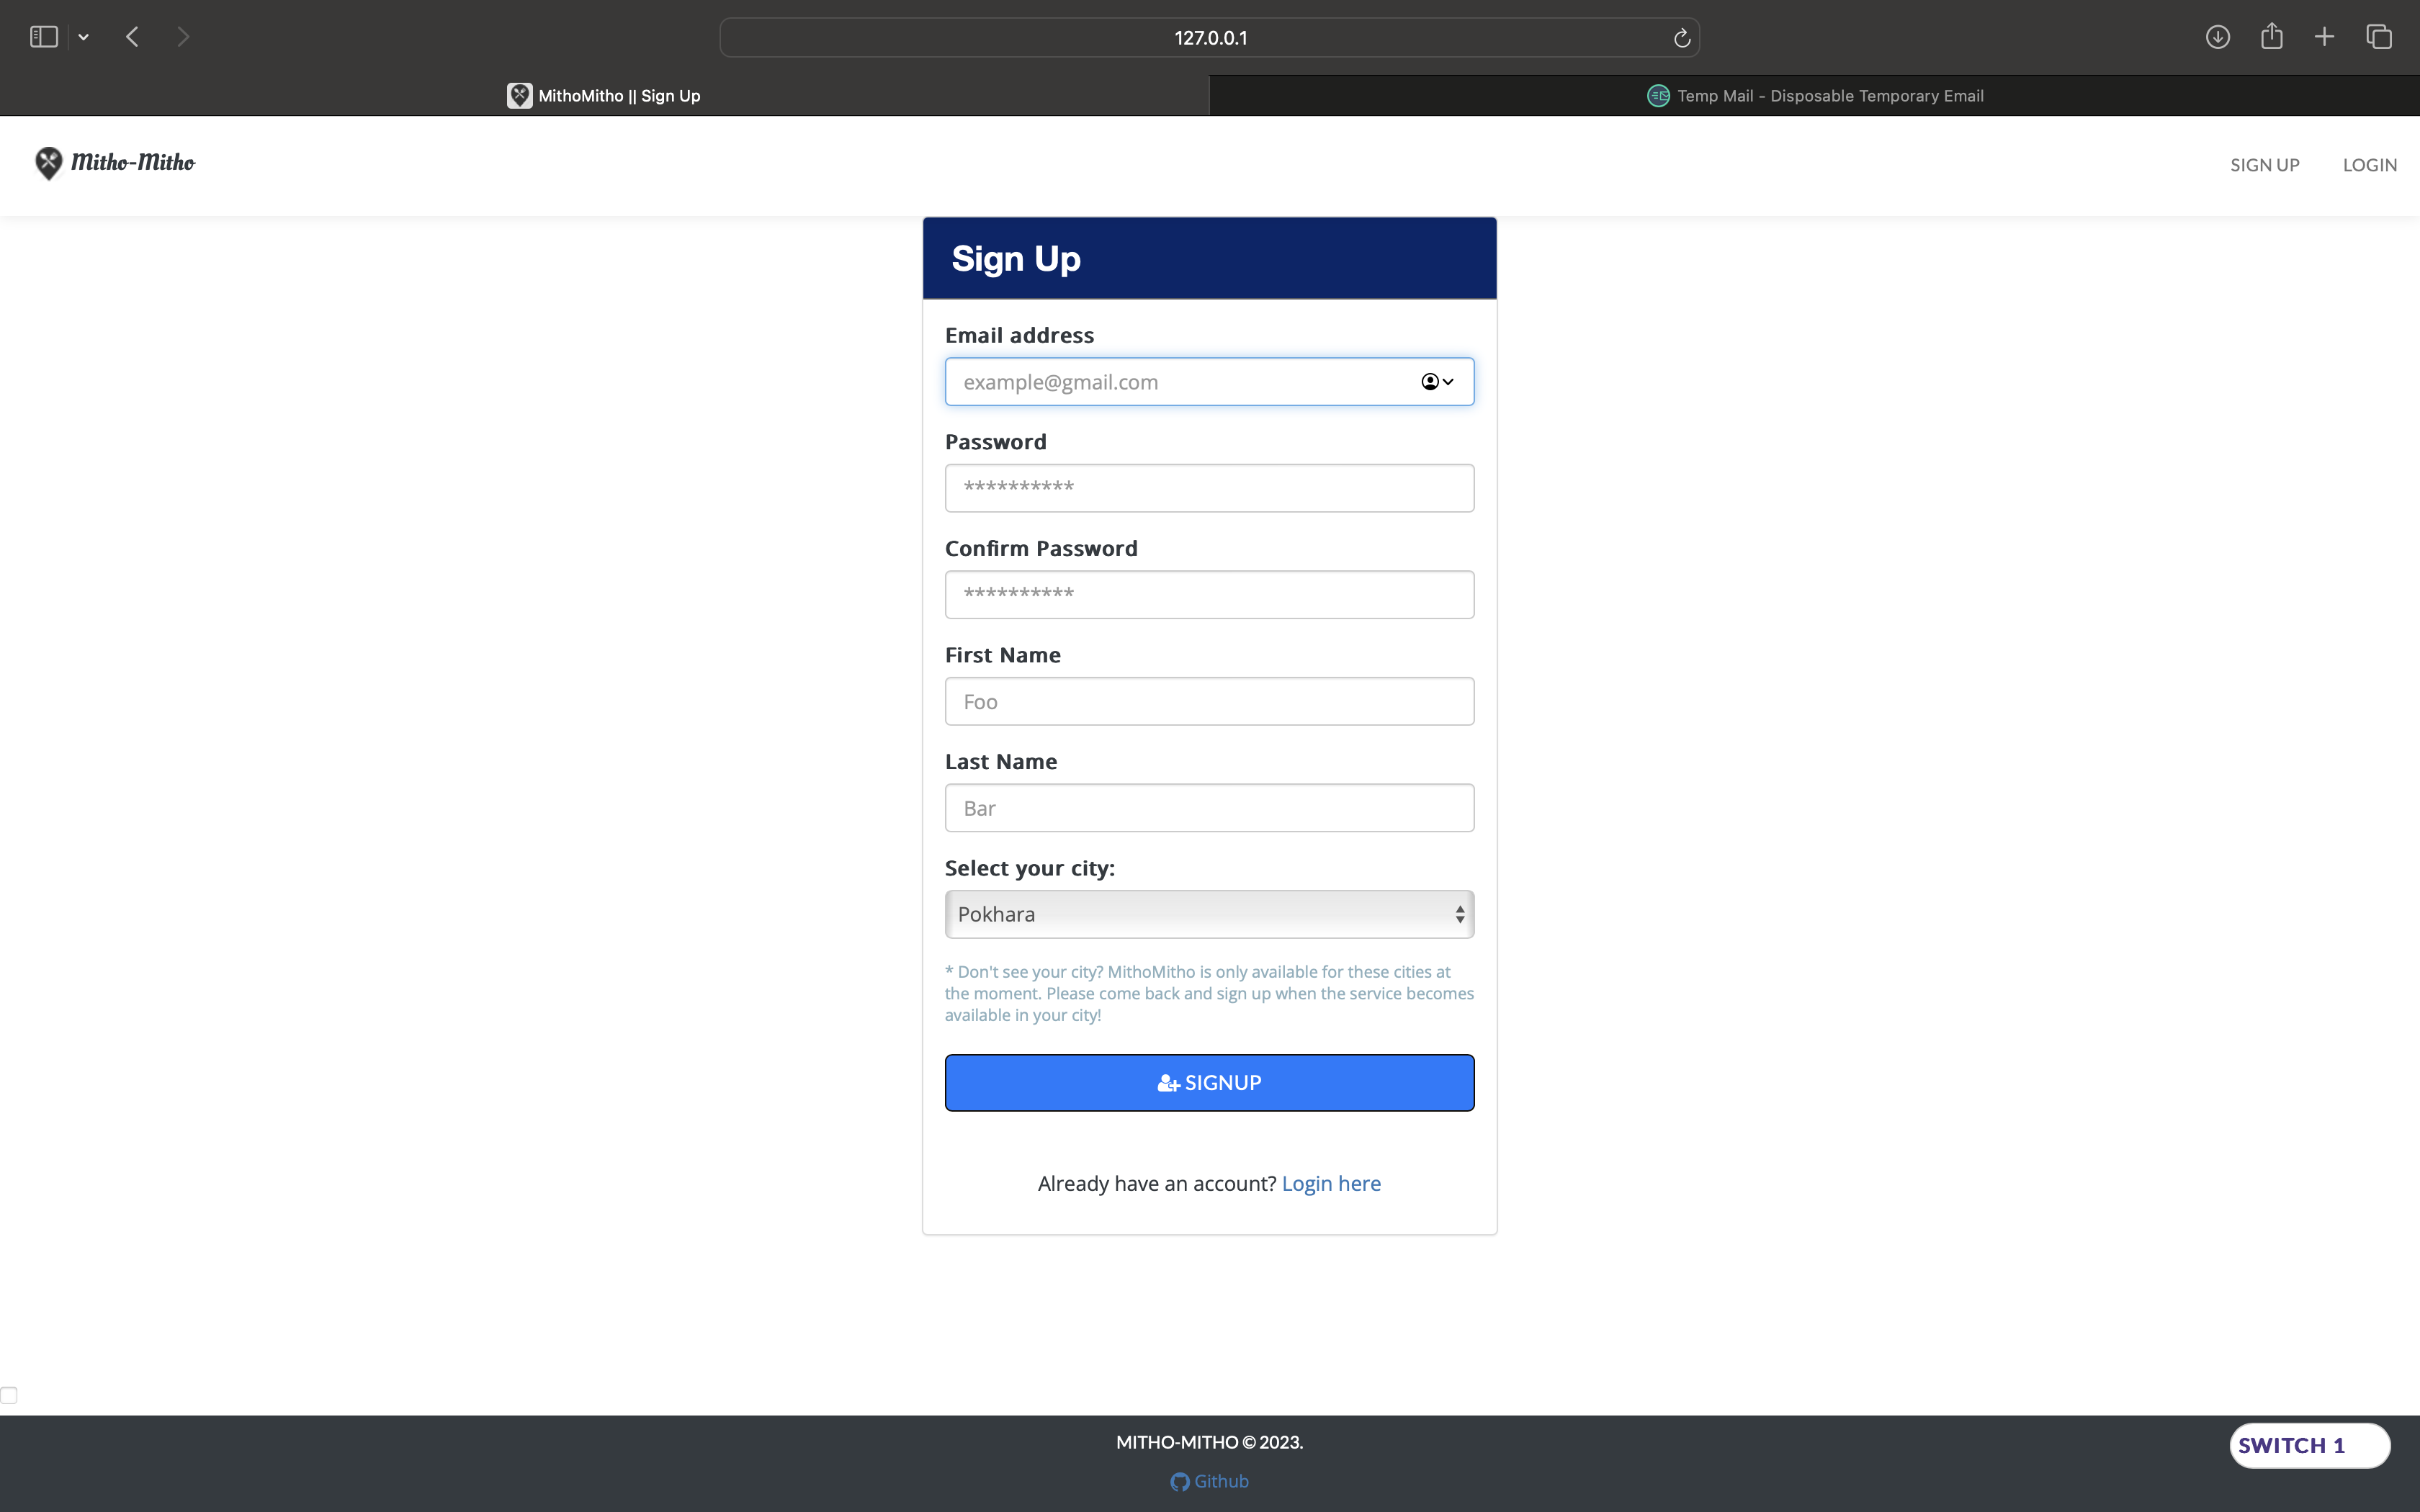 127.0.0.1
MithoMitho || Sign Up
Temp Mail - Disposable Temporary Email
Mitho-Mitho
SIGN UP
LOGIN
Sign Up
Email address
example@gmail.com
Password
**********
Confirm Password
**********
First Name
Foo
Last Name
Bar
Select your city:
Pokhara
* Don't see your city? MithoMitho is only available for these cities at
the moment. Please come back and sign up when the service becomes
available in your city!
SIGNUP
Already have an account? Login here
MITHO-MITHO © 2023.
SWITCH 1
Github